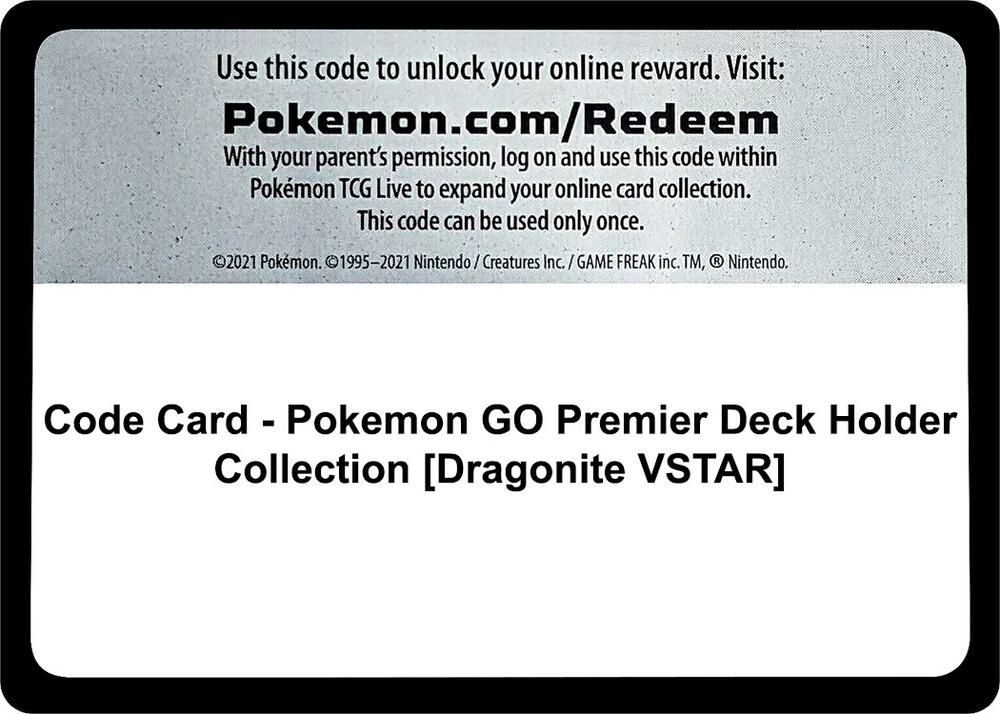 Use this code to unlock your online reward. Visit:
Pokemon.com/Redeem
With your parent's permission, log on and use this code within
Pokémon TCG Live to expand your online card collection.
This code can be used only once.
©2021 Pokémon. ©1995–2021 Nintendo / Creatures Inc. / GAME FREAK inc. TM, ® Nintendo.
Code Card - Pokemon GO Premier Deck Holder
Collection [Dragonite VSTAR]